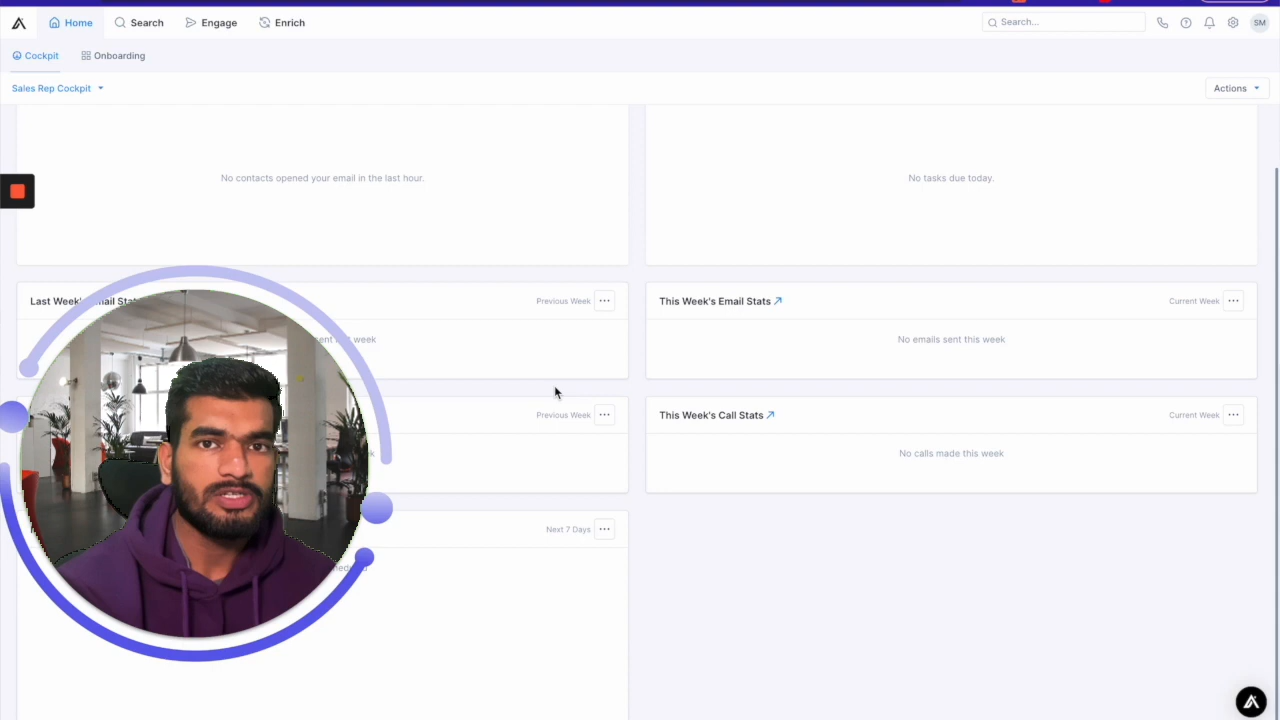 Home
Search
Engage
Enrich
Search...
SM
Cockpit
Onboarding
Sales Rep Cockpit
Actions
No contacts opened your email in the last hour.
No tasks due today.
Last Week's
Previous Week
This Week's Email Stats
Current Week
week
No emails sent this week
Previous Week
This Week's Call Stats
Current Week
No calls made this week
Next 7 Days